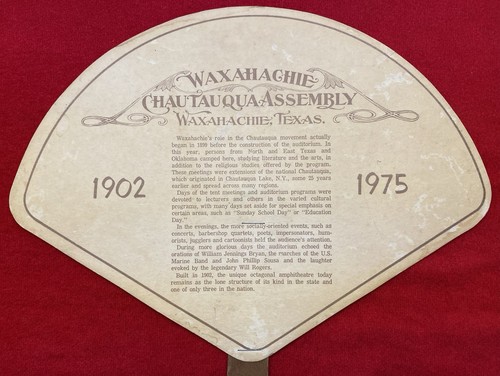 WAXAHACHIE
CHAUTAUQUA ASSEMBLY
WAXAHACHIE, TEXAS.
1902
1975
Waxahachie's role in the Chautauqua movement actually
began in 1899 before the construction of the auditorium. In
this year, persons from North and East Texas and
Oklahoma camped here, studying literature and the arts, in
addition to the religious studies offered by the program.
These meetings were extensions of the national Chautauqua,
which originated in Chautauqua Lake, N.Y., some 25 years
earlier and spread across many regions.
Days of the tent meetings and auditorium programs were
devoted to lecturers and others in the varied cultural
programs, with many days set aside for special emphasis on
certain areas, such as "Sunday School Day" or "Education
Day."
In the evenings, the more socially-oriented events, such as
concerts, barbershop quartets, poets, impersonators, hum-
orists, jugglers and cartoonists held the audience's attention.
During more glorious days the auditorium echoed the
orations of William Jennings Bryan, the marches of the U.S.
Marine Band and John Phillip Sousa and the laughter
evoked by the legendary Will Rogers.
Built in 1902, the unique octagonal amphitheatre today
remains as the lone structure of its kind in the state and
one of only three in the nation.